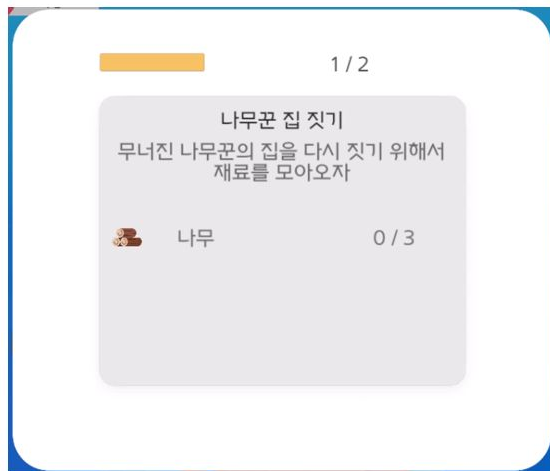 1 / 2
나무꾼 집 짓기
무너진 나무꾼의 집을 다시 짓기 위해서
재료를 모아오자
나무 0 / 3